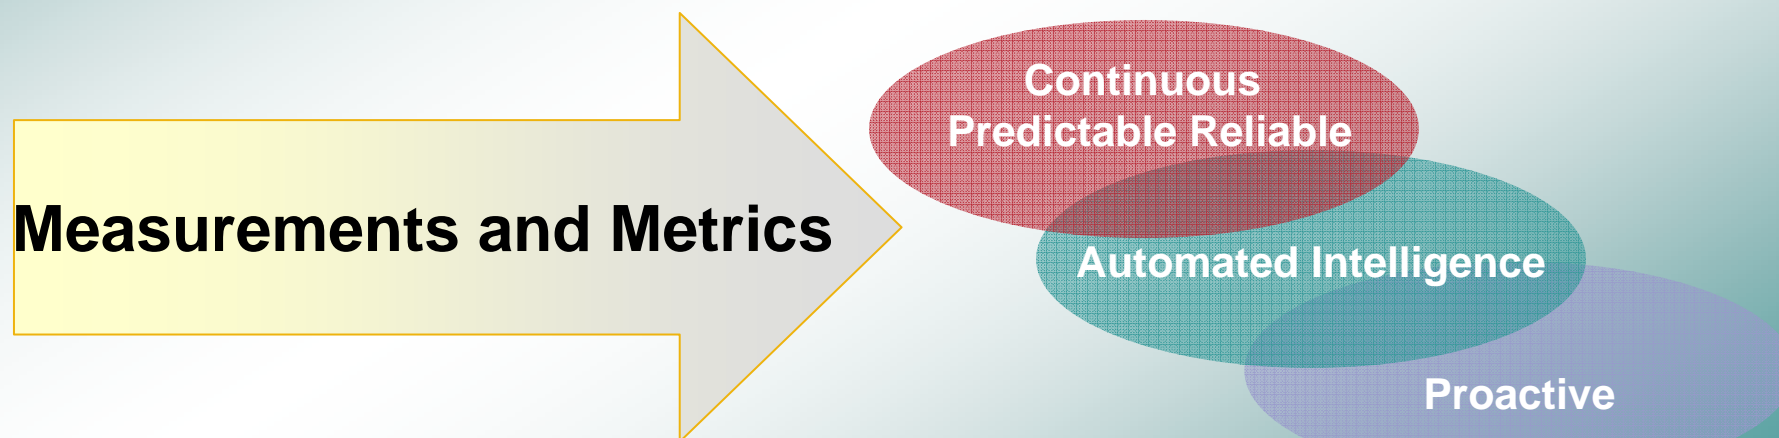 Measurements and Metrics
Continuous
Predictable Reliable
Automated Intelligence
Proactive